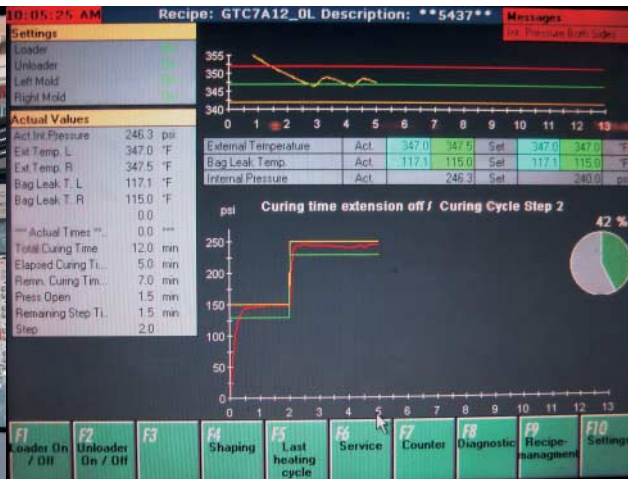 10:05:25 AM
Recipe: GTC7A12_0L Description: **5437**
Messages
Int. Pressure Both Sides
Settings
Loader
Unloader
Left Mold
Right Mold
355
350
345
340
0 1 2 3 4 5 6 7 8 9 10 11 12 13
Actual Values
Act.Int.Pressure 246.3 psi
Ext Temp. L 347.0 °F
Ext Temp. R 347.5 °F
Bag Leak T. L 117.1 °F
Bag Leak T. R 115.0 °F
0.0
*** Actual Times **.. 0.0 ***
Total Curing Time 12.0 min
Elapsed Curing Ti... 5.0 min
Remn. Curing Tim... 7.0 min
Press Open 1.5 min
Remaining Step Ti.. 1.5 min
Step 2.0
External Temperature Act. 347.0 347.5 Set 347.0 347.0 °F
Bag Leak Temp. Act. 117.1 115.0 Set 117.1 115.0 °F
Internal Pressure Act. 246.3 Set 240.0 psi
psi
Curing time extension off / Curing Cycle Step 2
42 %
250
200
150
100
50
0
0 1 2 3 4 5 6 7 8 9 10 11 12 13
F1 Loader On / Off
F2 Unloader On / Off
F3
F4 Shaping
F5 Last heating cycle
F6 Service
F7 Counter
F8 Diagnostic
F9 Recipe-managment
F10 Settings